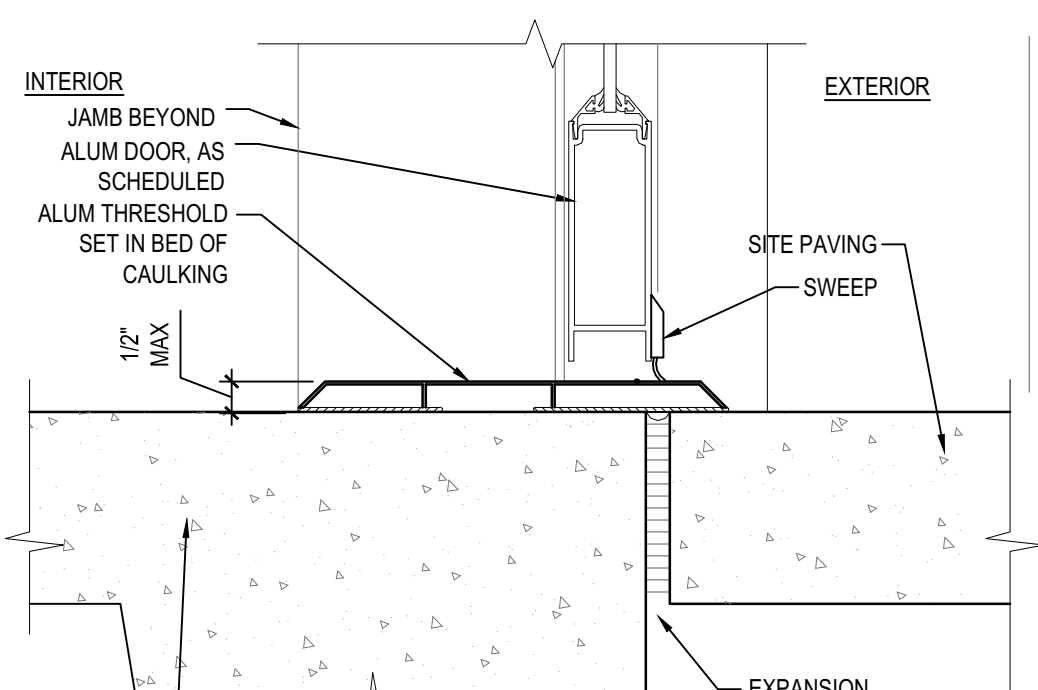 INTERIOR
EXTERIOR
JAMB BEYOND
ALUM DOOR, AS
SCHEDULED
ALUM THRESHOLD
SET IN BED OF
CAULKING
SITE PAVING
SWEEP
1/2"
MAX
EXPANSION